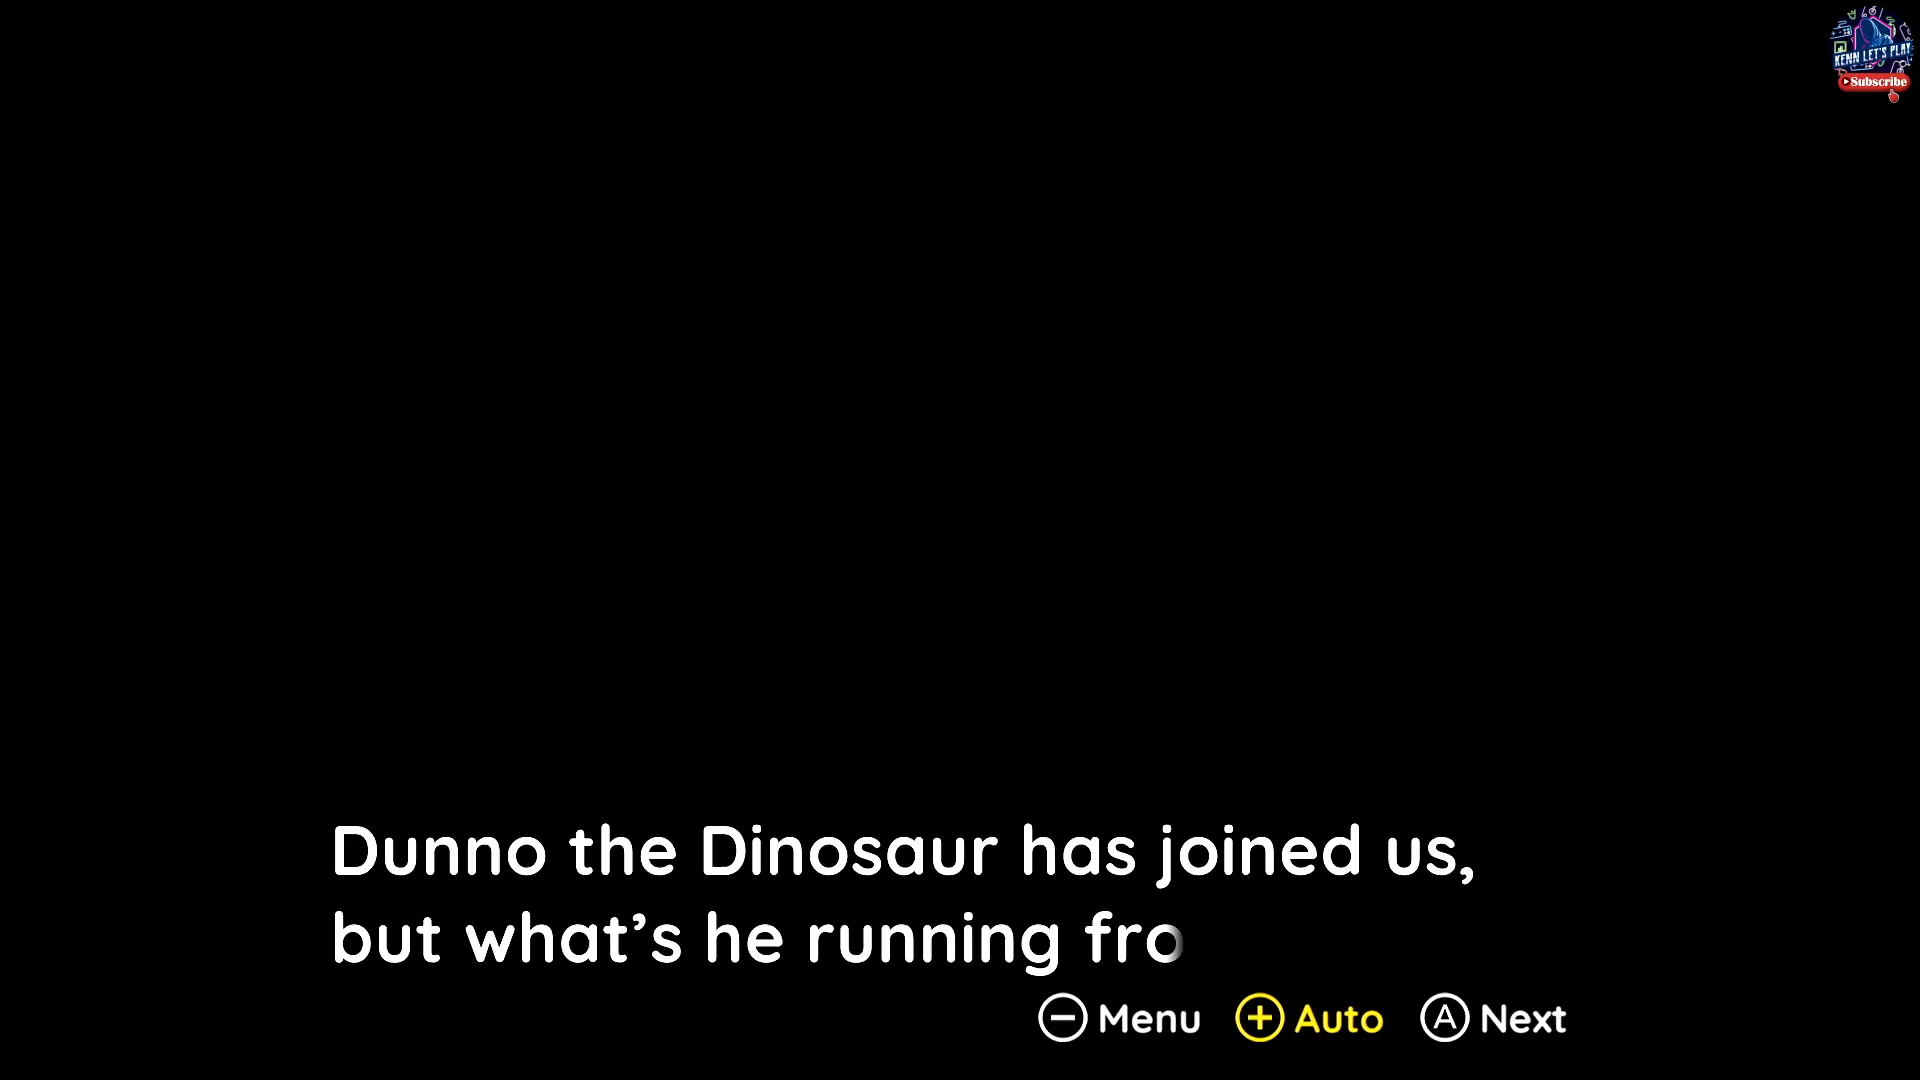 KENN LET'S PLAY
Subscribe
Dunno the Dinosaur has joined us,
but what’s he running fro
Menu
Auto
A Next